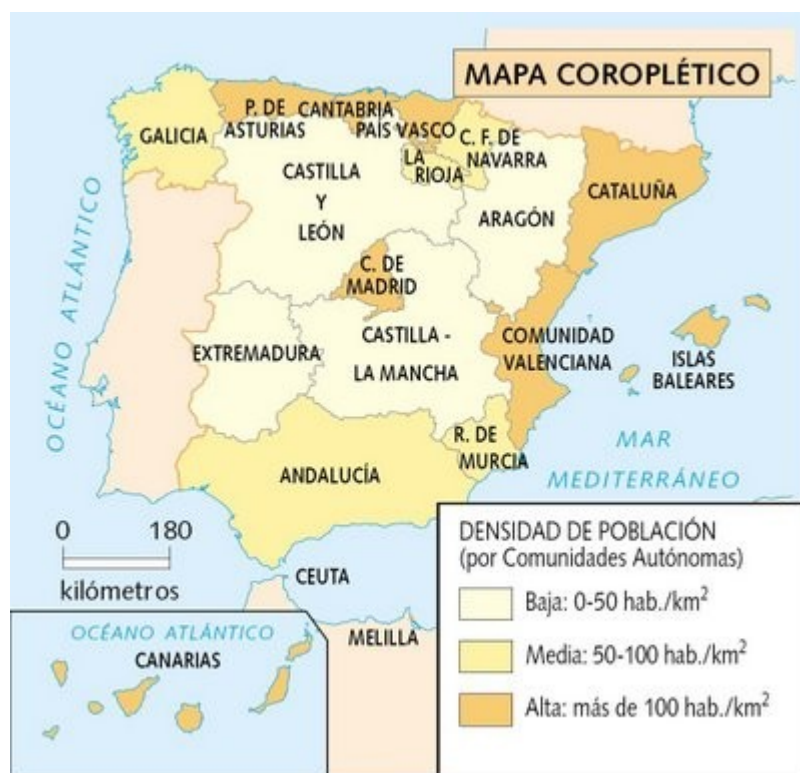 MAPA COROPLÉTICO
GALICIA
P. DE
ASTURIAS
CANTABRIA
PAÍS VASCO
C. F. DE
NAVARRA
LA
RIOJA
CASTILLA
Y
LEÓN
ARAGÓN
CATALUÑA
C. DE
MADRID
OCÉANO ATLÁNTICO
EXTREMADURA
CASTILLA -
LA MANCHA
COMUNIDAD
VALENCIANA
ISLAS
BALEARES
R. DE
MURCIA
ANDALUCÍA
MAR
MEDITERRÁNEO
0 180
kilómetros
CEUTA
MELILLA
OCÉANO ATLÁNTICO
CANARIAS
DENSIDAD DE POBLACIÓN
(por Comunidades Autónomas)
Baja: 0-50 hab./km²
Media: 50-100 hab./km²
Alta: más de 100 hab./km²